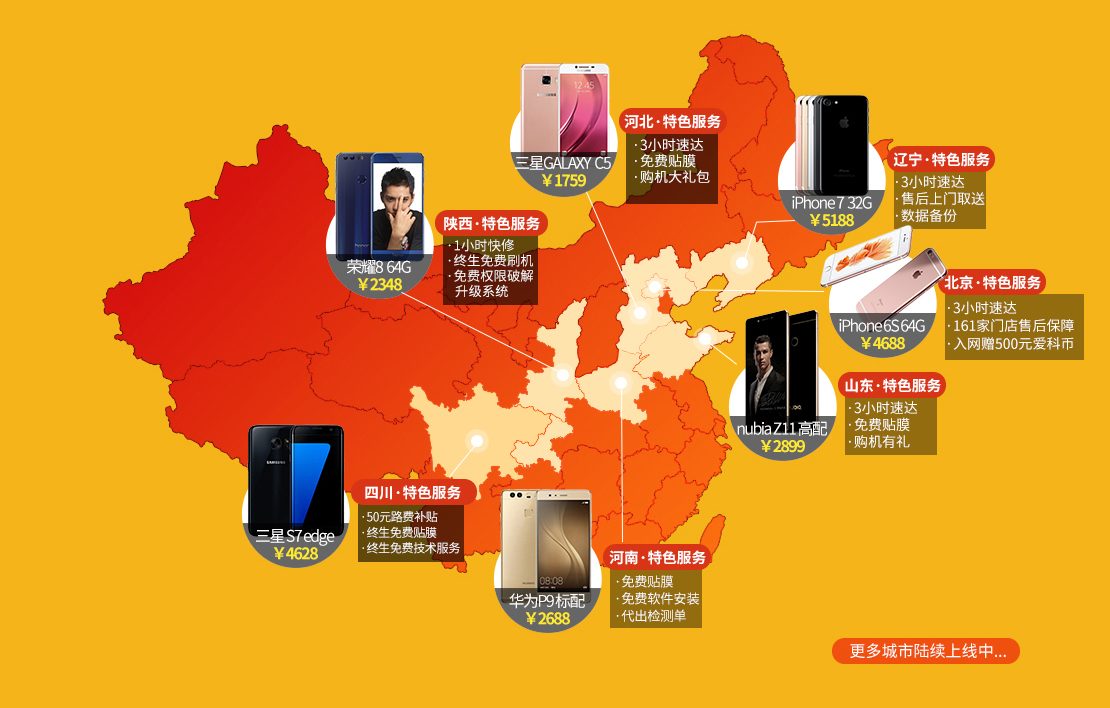 三星GALAXY C5
￥1759
河北·特色服务
·3小时速达
·免费贴膜
·购机大礼包
iPhone 7 32G
￥5188
辽宁·特色服务
·3小时速达
·售后上门取送
·数据备份
荣耀8 64G
￥2348
陕西·特色服务
·1小时快修
·终生免费刷机
·免费权限破解
升级系统
iPhone 6S 64G
￥4688
北京·特色服务
·3小时速达
·161家门店售后保障
·入网赠500元爱科币
nubia Z11 高配
￥2899
山东·特色服务
·3小时速达
·免费贴膜
·购机有礼
SAMSUNG
三星 S7 edge
￥4628
四川·特色服务
·50元路费补贴
·终生免费贴膜
·终生免费技术服务
08:08
华为P9 标配
￥2688
河南·特色服务
·免费贴膜
·免费软件安装
·代出检测单
更多城市陆续上线中...